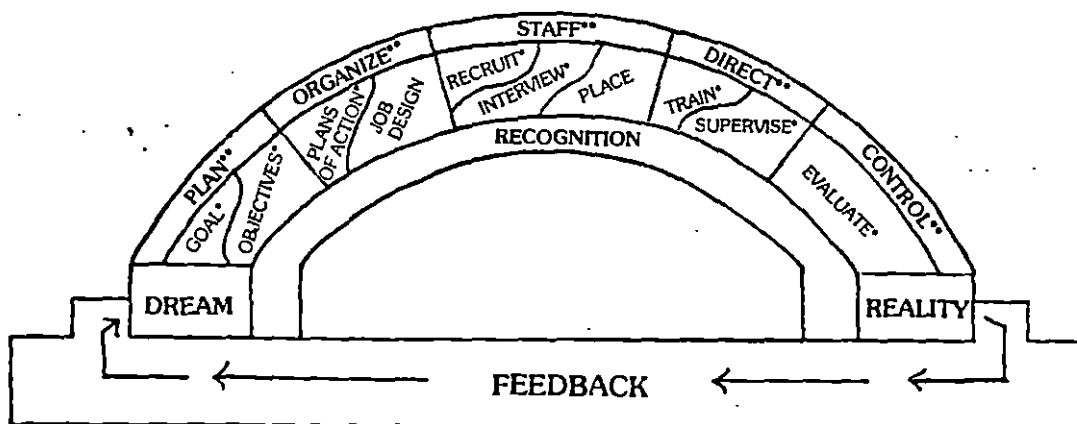 PLAN**
ORGANIZE**
STAFF**
DIRECT**
CONTROL**
GOAL*
OBJECTIVES*
PLANS
OF ACTION*
JOB
DESIGN
RECRUIT*
INTERVIEW*
PLACE
TRAIN*
SUPERVISE*
EVALUATE*
RECOGNITION
DREAM
REALITY
FEEDBACK